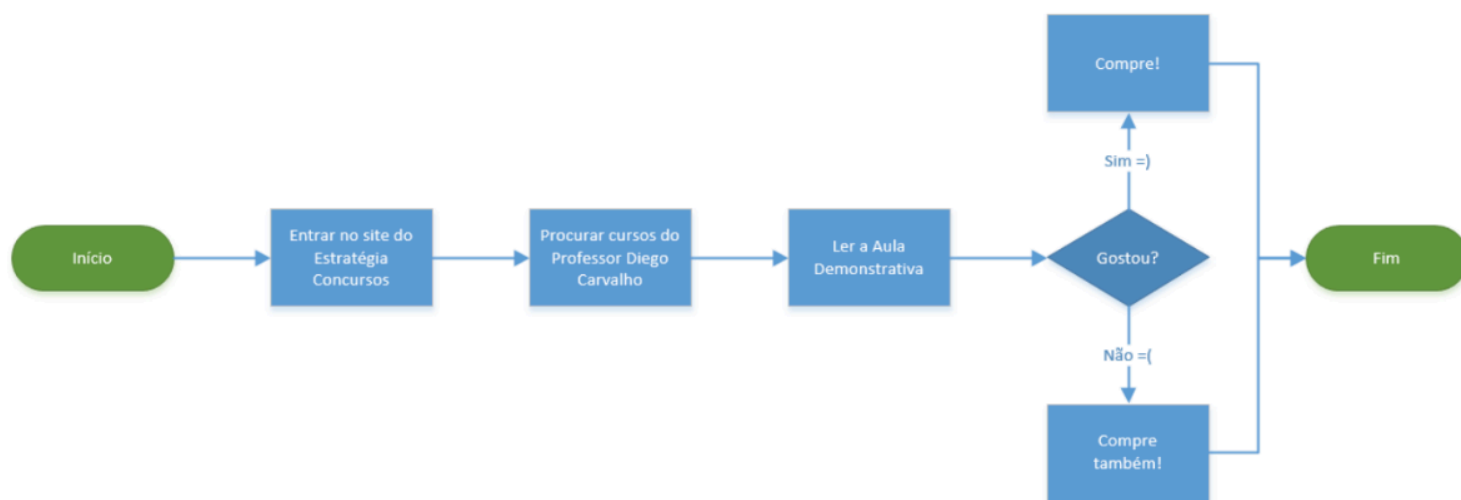 Início
Entrar no site do
Estratégia
Concursos
Procurar cursos do
Professor Diego
Carvalho
Ler a Aula
Demonstrativa
Gostou?
Sim =)
Compre!
Não =(
Compre
também!
Fim